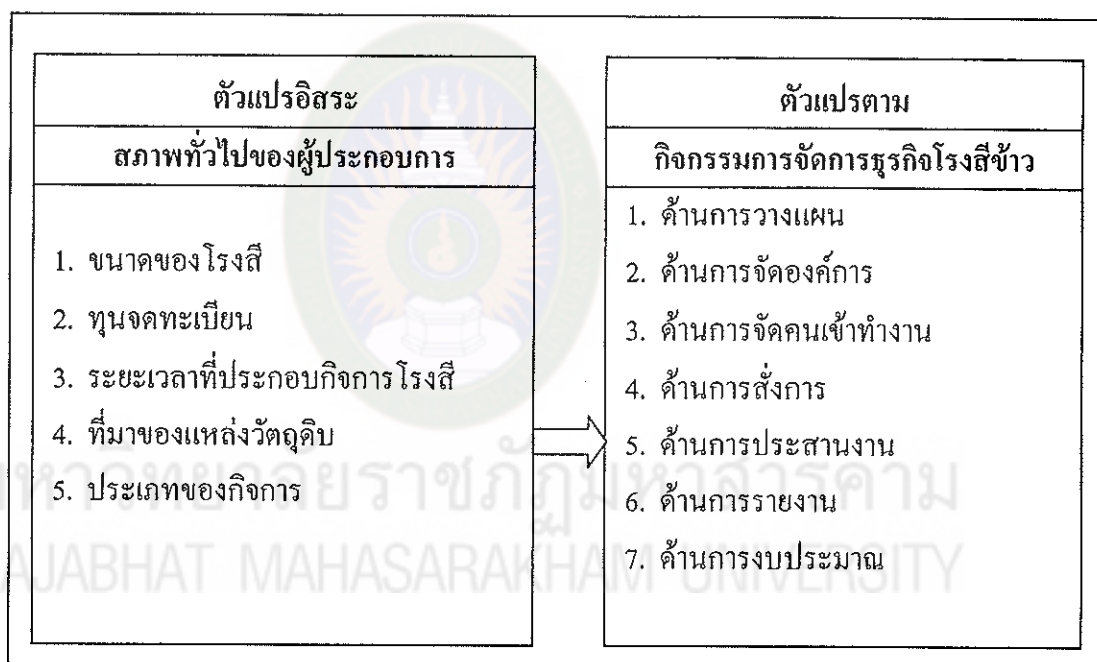 ตัวแปรอิสระ
สภาพทั่วไปของผู้ประกอบการ
1. ขนาดของโรงสี
2. ทุนจดทะเบียน
3. ระยะเวลาที่ประกอบกิจการโรงสี
4. ที่มาของแหล่งวัตถุดิบ
5. ประเภทของกิจการ
ตัวแปรตาม
กิจกรรมการจัดการธุรกิจโรงสีข้าว
1. ด้านการวางแผน
2. ด้านการจัดองค์การ
3. ด้านการจัดคนเข้าทำงาน
4. ด้านการสั่งการ
5. ด้านการประสานงาน
6. ด้านการรายงาน
7. ด้านการงบประมาณ
หาวิทยาลัยราชภัฏมหาสารคาม
AJABHAT MAHASARAKHAM UNIVERSITY